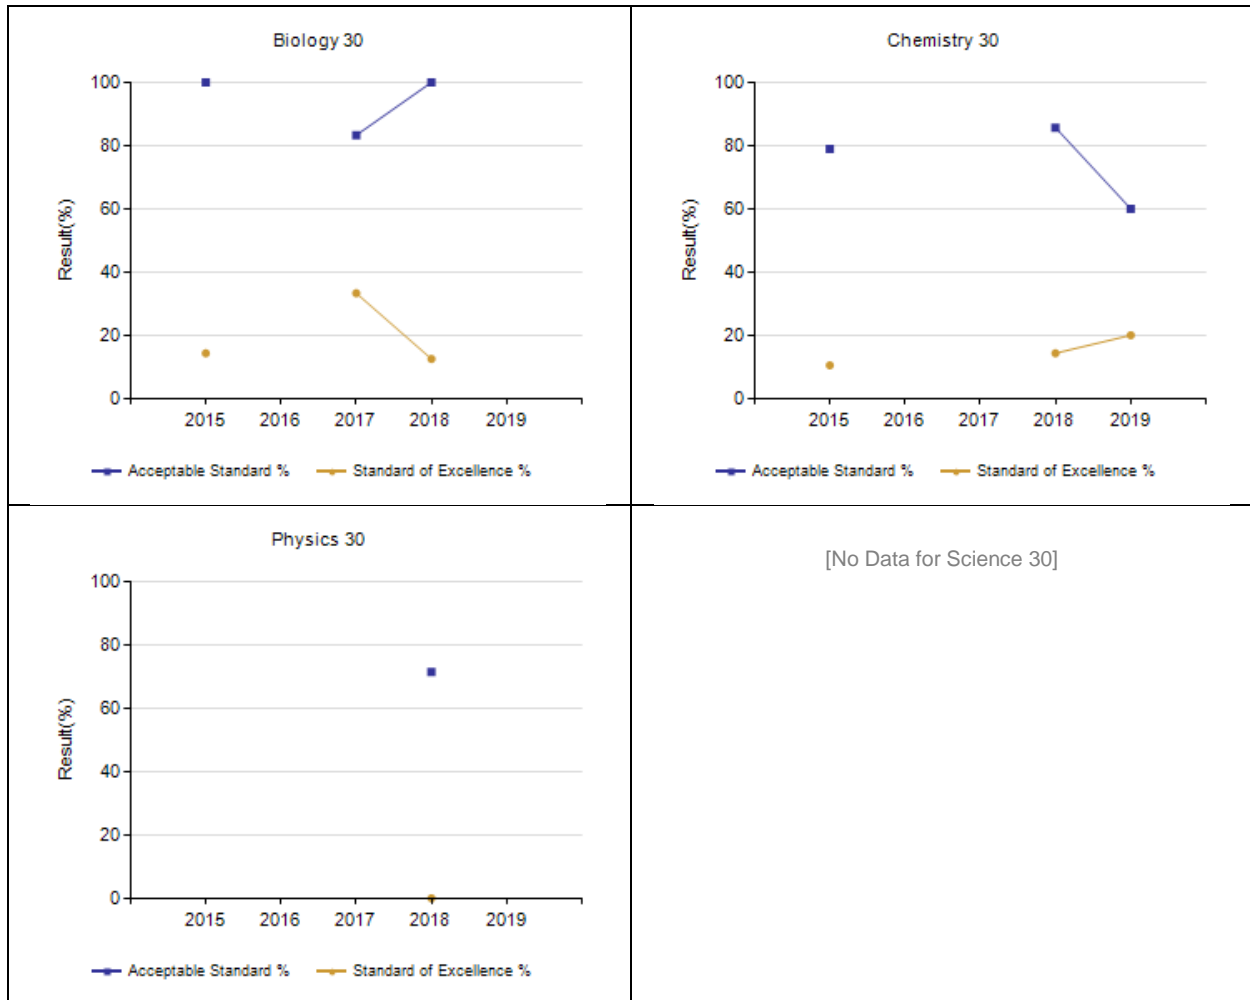 Biology 30
100
80
60
40
20
0
Result(%)
2015 2016 2017 2018 2019
Acceptable Standard % Standard of Excellence %
Chemistry 30
100
80
60
40
20
0
Result(%)
2015 2016 2017 2018 2019
Acceptable Standard % Standard of Excellence %
Physics 30
100
80
60
40
20
0
Result(%)
2015 2016 2017 2018 2019
Acceptable Standard % Standard of Excellence %
[No Data for Science 30]